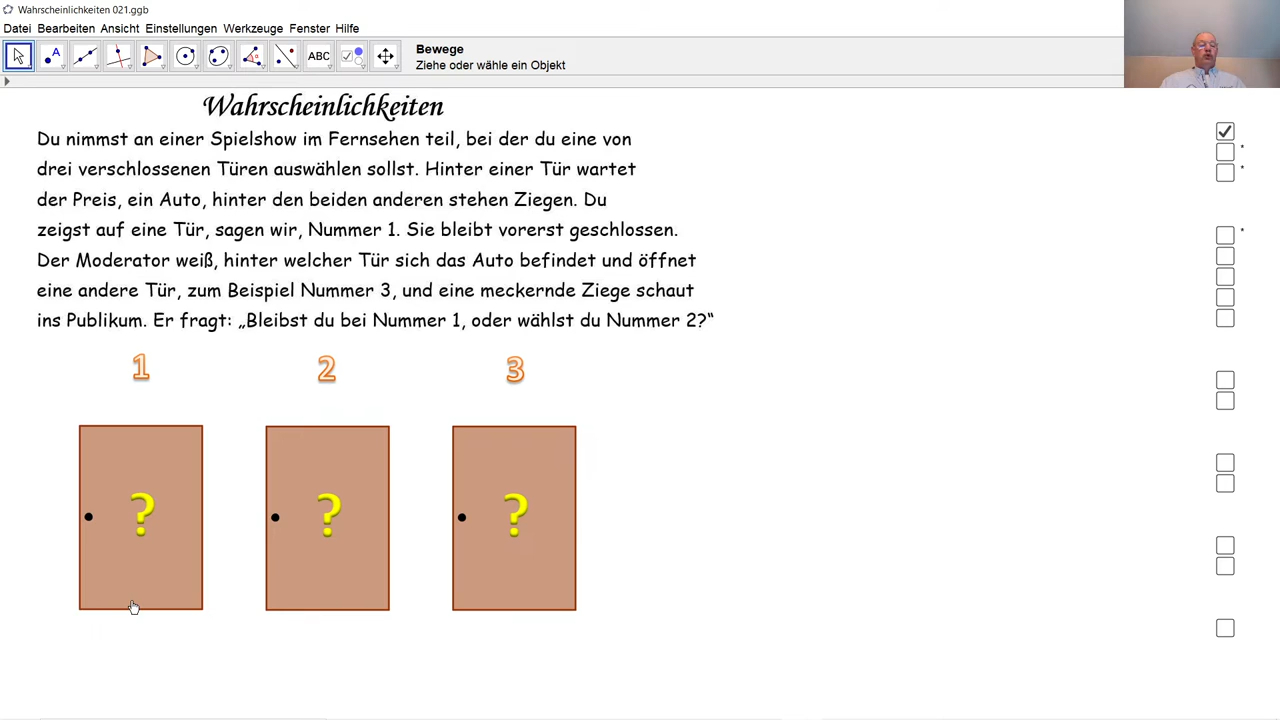 Wahrscheinlichkeiten 021.ggb
Datei Bearbeiten Ansicht Einstellungen Werkzeuge Fenster Hilfe
A
ABC
Bewege
Ziehe oder wähle ein Objekt
Wahrscheinlichkeiten
Du nimmst an einer Spielshow im Fernsehen teil, bei der du eine von
drei verschlossenen Türen auswählen sollst. Hinter einer Tür wartet
der Preis, ein Auto, hinter den beiden anderen stehen Ziegen. Du
zeigst auf eine Tür, sagen wir, Nummer 1. Sie bleibt vorerst geschlossen.
Der Moderator weiß, hinter welcher Tür sich das Auto befindet und öffnet
eine andere Tür, zum Beispiel Nummer 3, und eine meckernde Ziege schaut
ins Publikum. Er fragt: „Bleibst du bei Nummer 1, oder wählst du Nummer 2?“
1 2 3
? ? ?